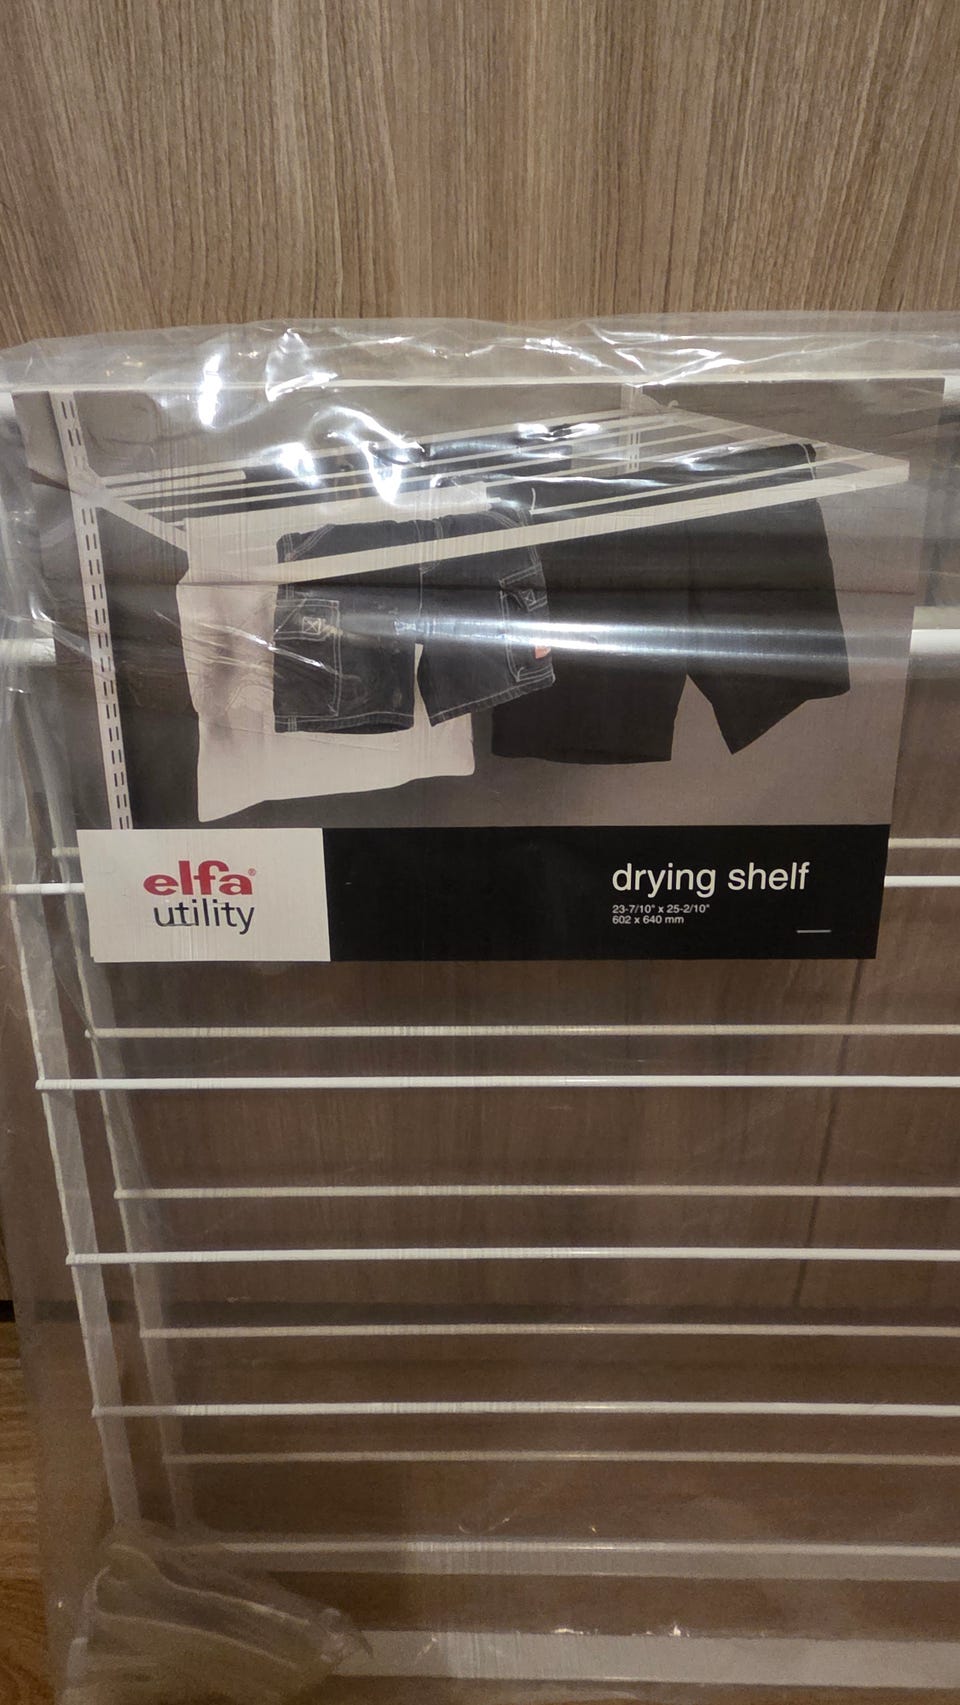 elfa®
utility
drying shelf
23-7/10" x 25-2/10"
602 x 640 mm